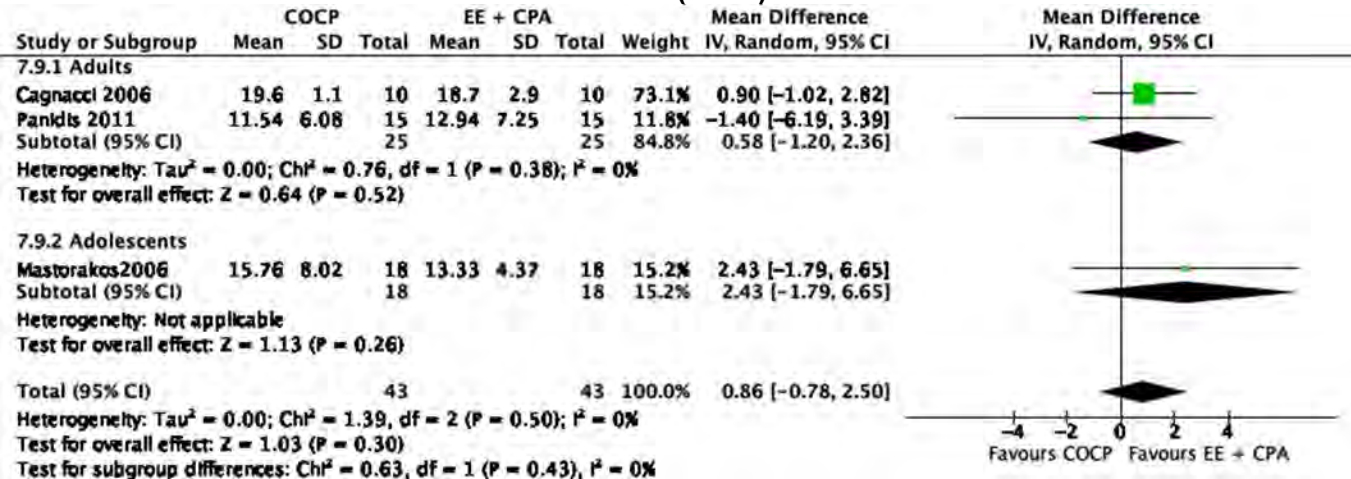 COCP EE + CPA Mean Difference Mean Difference
Study or Subgroup Mean SD Total Mean SD Total Weight IV, Random, 95% CI IV, Random, 95% CI
7.9.1 Adults
Cagnacci 2006 19.6 1.1 10 18.7 2.9 10 73.1% 0.90 [-1.02, 2.82]
Panidis 2011 11.54 6.08 15 12.94 7.25 15 11.8% -1.40 [-6.19, 3.39]
Subtotal (95% CI) 25 25 84.8% 0.58 [-1.20, 2.36]
Heterogeneity: Tau² = 0.00; Chi² = 0.76, df = 1 (P = 0.38); I² = 0%
Test for overall effect: Z = 0.64 (P = 0.52)
7.9.2 Adolescents
Mastorakos2006 15.76 8.02 18 13.33 4.37 18 15.2% 2.43 [-1.79, 6.65]
Subtotal (95% CI) 18 18 15.2% 2.43 [-1.79, 6.65]
Heterogeneity: Not applicable
Test for overall effect: Z = 1.13 (P = 0.26)
Total (95% CI) 43 43 100.0% 0.86 [-0.78, 2.50]
Heterogeneity: Tau² = 0.00; Chi² = 1.39, df = 2 (P = 0.50); I² = 0%
Test for overall effect: Z = 1.03 (P = 0.30)
Test for subgroup differences: Chi² = 0.63, df = 1 (P = 0.43), I² = 0%
-4 -2 0 2 4
Favours COCP Favours EE + CPA